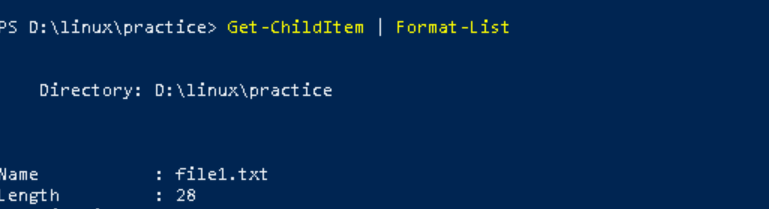 PS D:\linux\practice> Get-ChildItem | Format-List
Directory: D:\linux\practice
Name : file1.txt
Length : 28